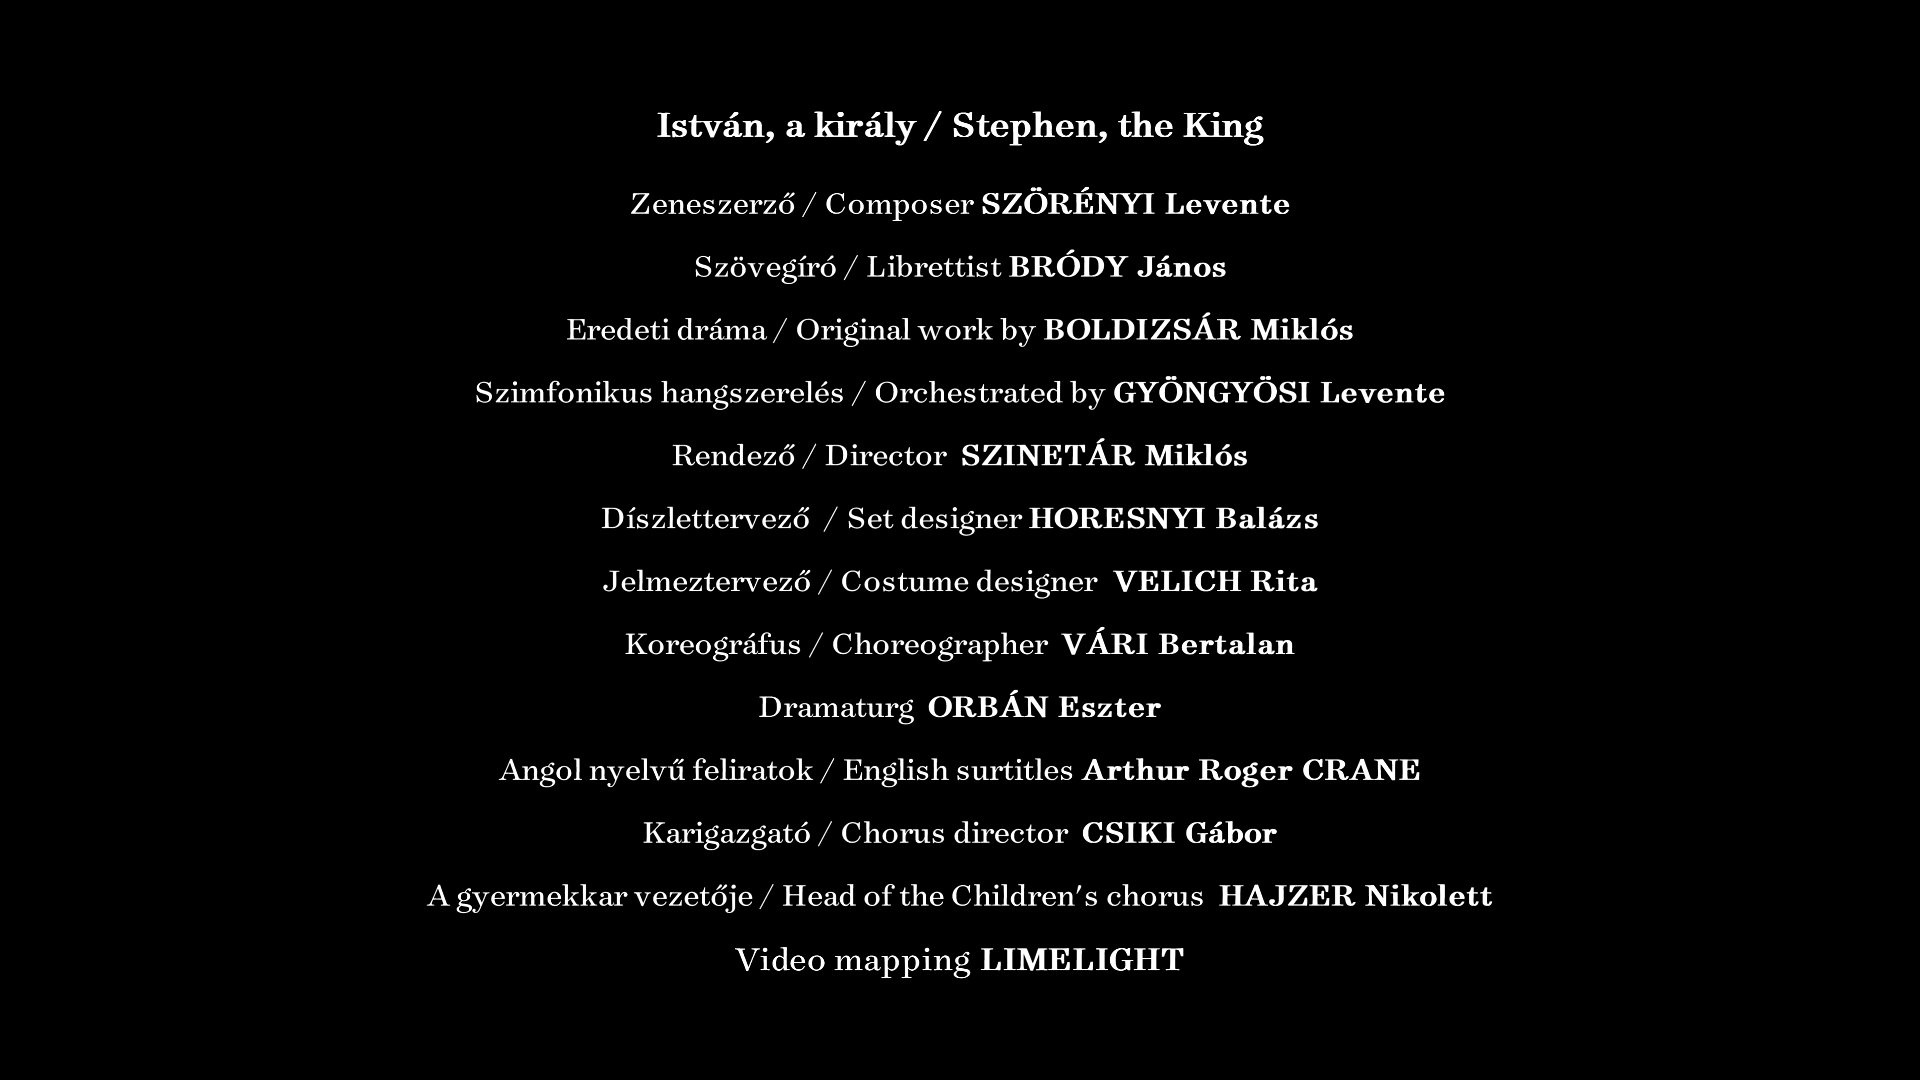 István, a király / Stephen, the King
Zeneszerző / Composer SZÖRÉNYI Levente
Szövegíró / Librettist BRÓDY János
Eredeti dráma / Original work by BOLDIZSÁR Miklós
Szimfonikus hangszerelés / Orchestrated by GYÖNGYÖSI Levente
Rendező / Director SZINETÁR Miklós
Díszlettervező / Set designer HORESNYI Balázs
Jelmeztervező / Costume designer VELICH Rita
Koreográfus / Choreographer VÁRI Bertalan
Dramaturg ORBÁN Eszter
Angol nyelvű feliratok / English surtitles Arthur Roger CRANE
Karigazgató / Chorus director CSIKI Gábor
A gyermekkar vezetője / Head of the Children's chorus HAJZER Nikolett
Video mapping LIMELIGHT